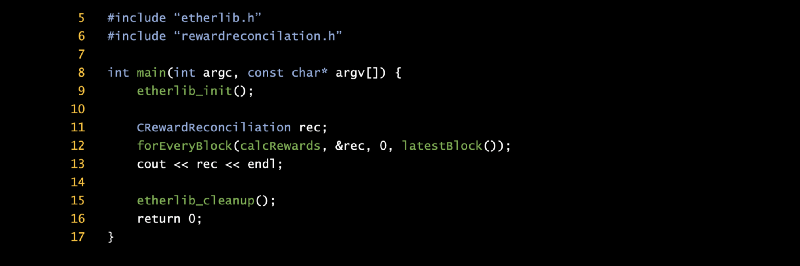 5 #include “etherlib.h”
6 #include “rewardreconcilation.h”
7
8 int main(int argc, const char* argv[]) {
9 etherlib_init();
10
11 CRewardReconciliation rec;
12 forEveryBlock(calcRewards, &rec, 0, latestBlock());
13 cout << rec << endl;
14
15 etherlib_cleanup();
16 return 0;
17 }